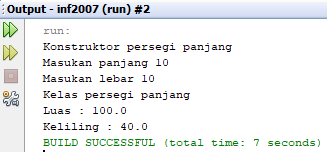 Output - inf2007 (run) #2
run:
Konstruktor persegi panjang
Masukan panjang 10
Masukan lebar 10
Kelas persegi panjang
Luas : 100.0
Keliling : 40.0
BUILD SUCCESSFUL (total time: 7 seconds)